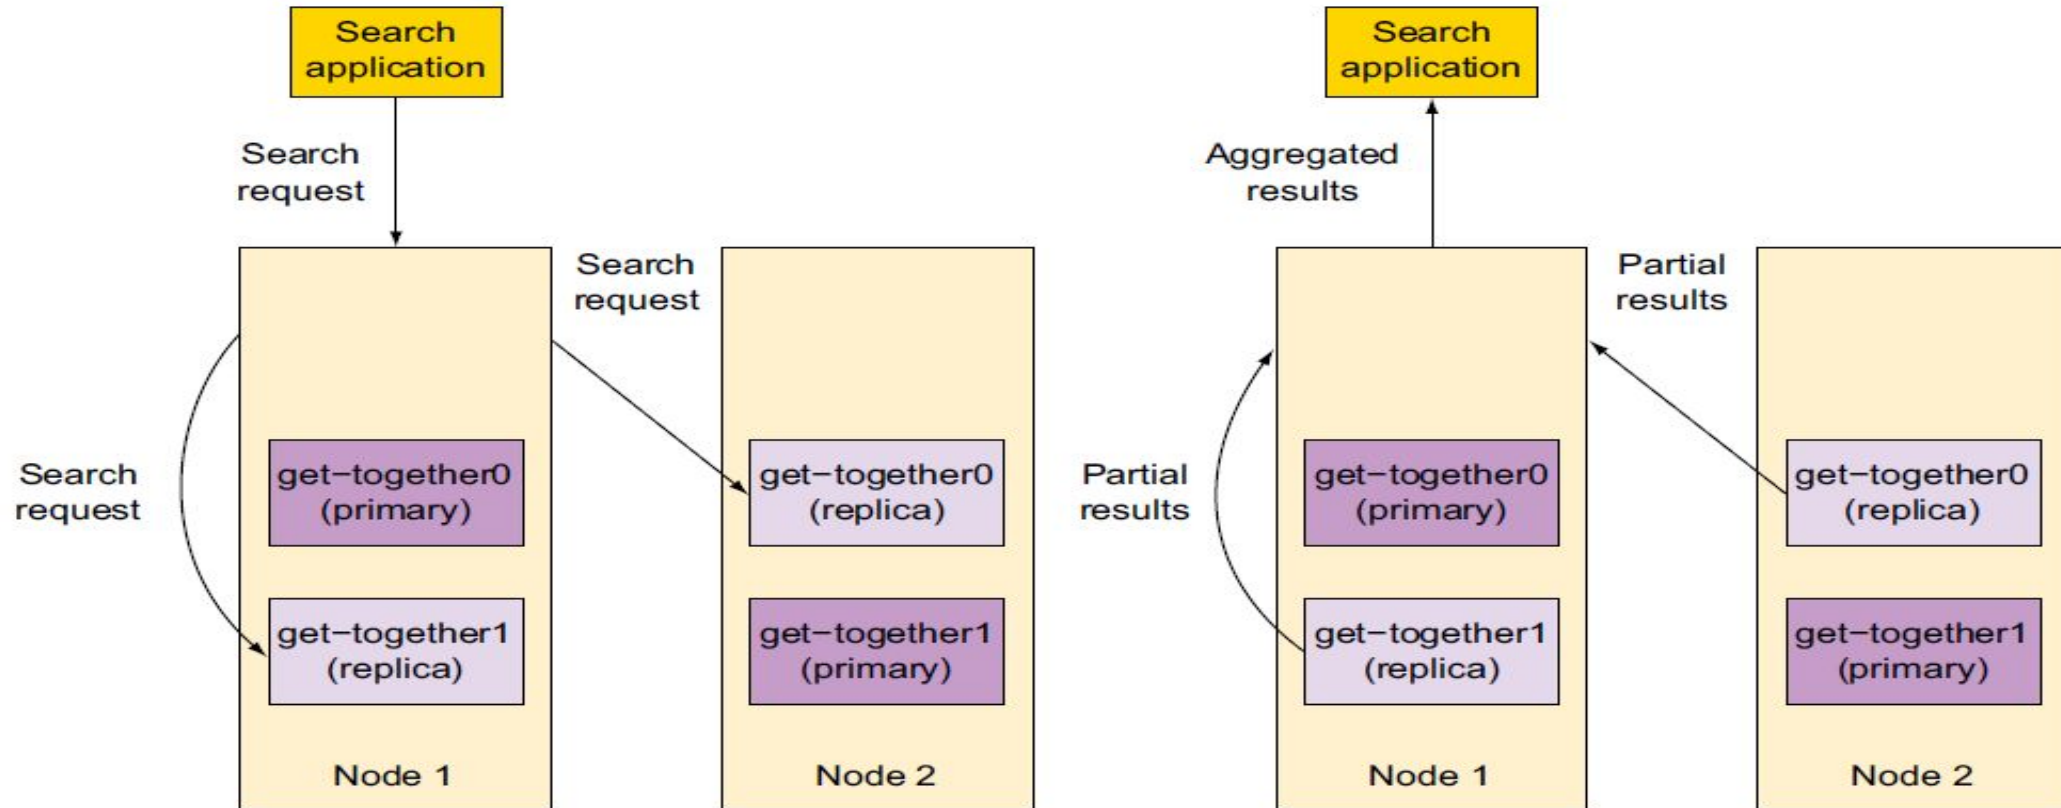 Search
application
Search
request
Search
request
Search
request
get-together0
(primary)
get-together1
(replica)
Node 1
get-together0
(replica)
get-together1
(primary)
Node 2
Search
application
Aggregated
results
Partial
results
Partial
results
get-together0
(primary)
get-together1
(replica)
Node 1
get-together0
(replica)
get-together1
(primary)
Node 2